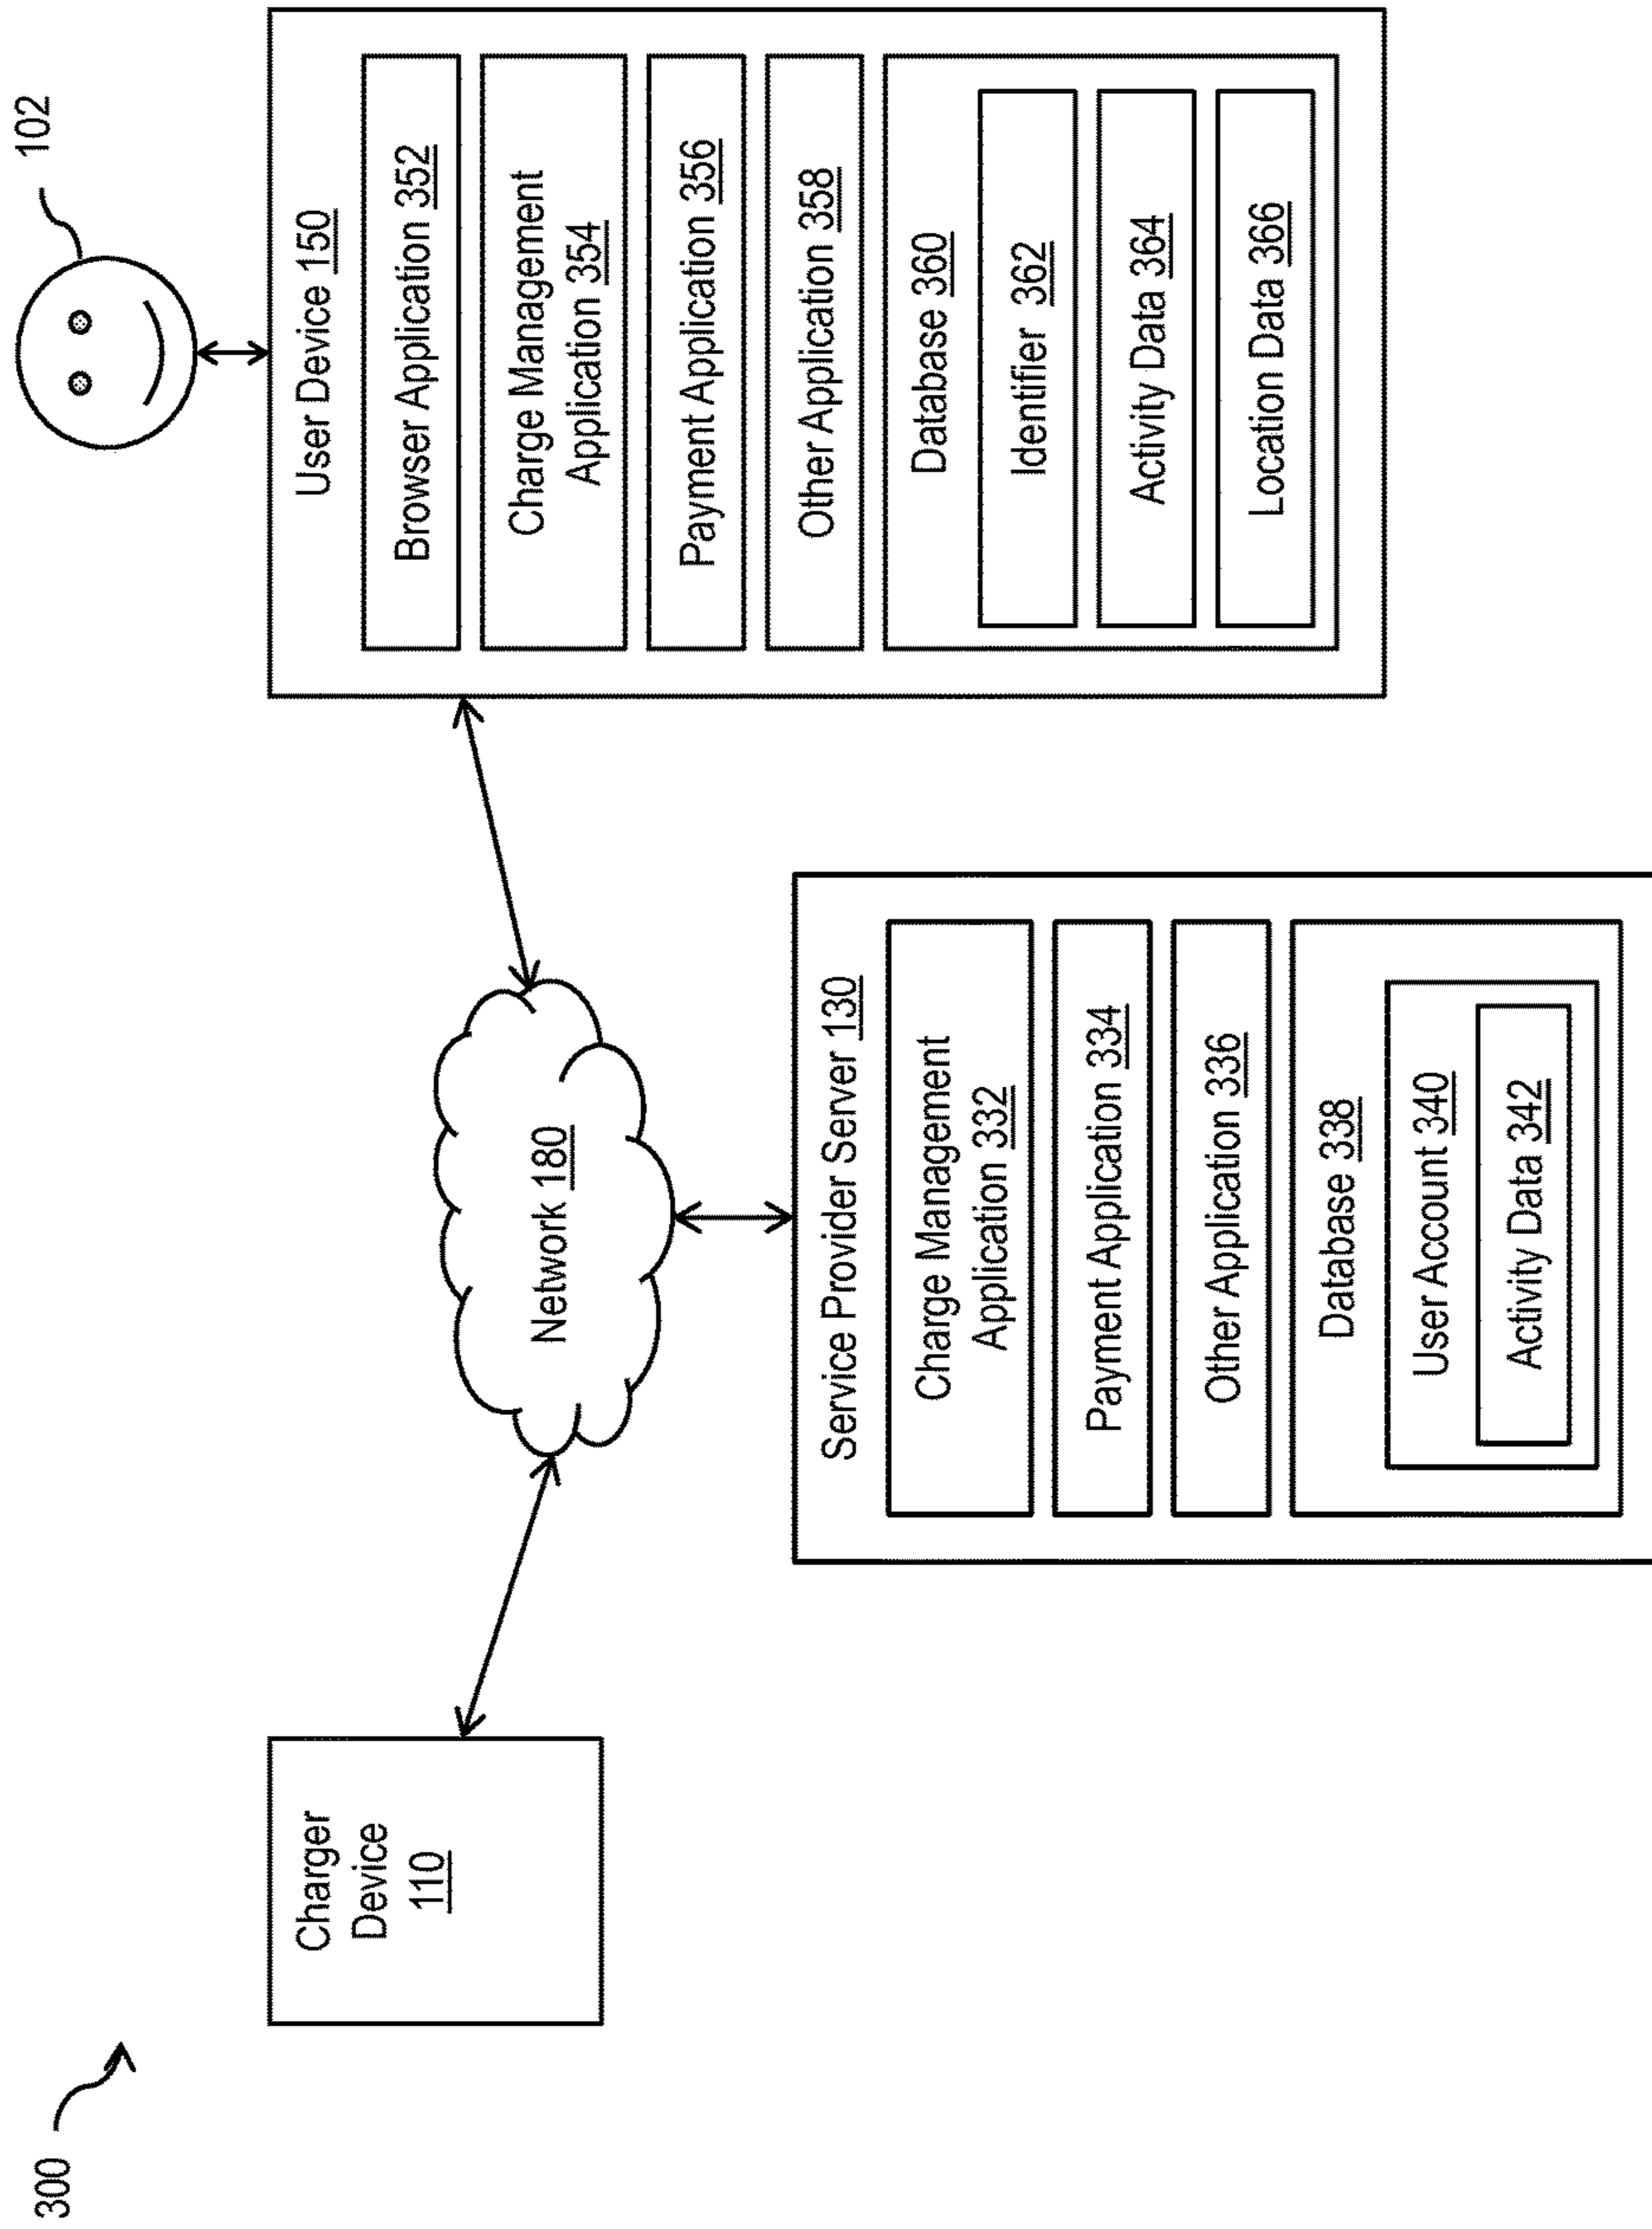 300
102
Charger
Device
110
Network 180
User Device 150
Browser Application 352
Charge Management
Application 354
Payment Application 356
Other Application 358
Database 360
Identifier 362
Activity Data 364
Location Data 366
Service Provider Server 130
Charge Management
Application 332
Payment Application 334
Other Application 336
Database 338
User Account 340
Activity Data 342